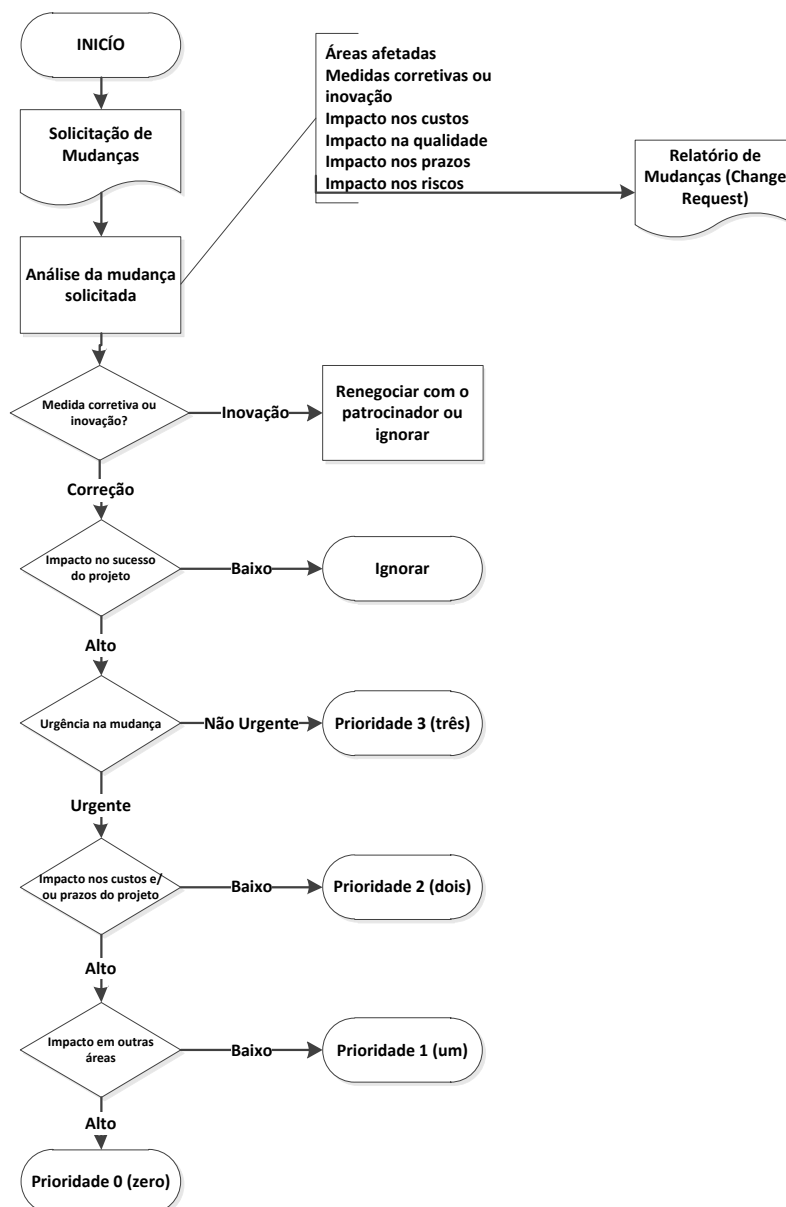 INICÍO
Solicitação de
Mudanças
Áreas afetadas
Medidas corretivas ou
inovação
Impacto nos custos
Impacto na qualidade
Impacto nos prazos
Impacto nos riscos
Relatório de
Mudanças (Change
Request)
Análise da mudança
solicitada
Medida corretiva ou
inovação?
Inovação
Renegociar com o
patrocinador ou
ignorar
Correção
Impacto no sucesso
do projeto
Baixo
Ignorar
Alto
Urgência na mudança
Não Urgente
Prioridade 3 (três)
Urgente
Impacto nos custos e/
ou prazos do projeto
Baixo
Prioridade 2 (dois)
Alto
Impacto em outras
áreas
Baixo
Prioridade 1 (um)
Alto
Prioridade 0 (zero)